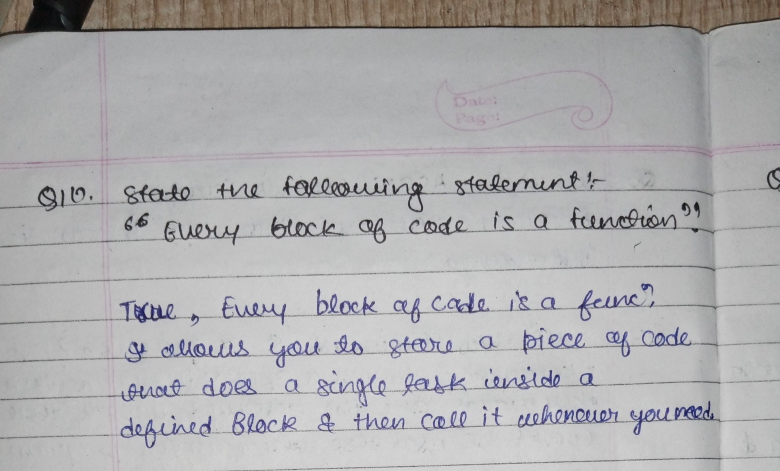 Date:
Page:
Q10. State the following statement :-
"Every block of code is a function"?
True, Every block of code is a func?,
It allows you to store a piece of code
that does a single task inside a
defined Block & then call it whenever you need.